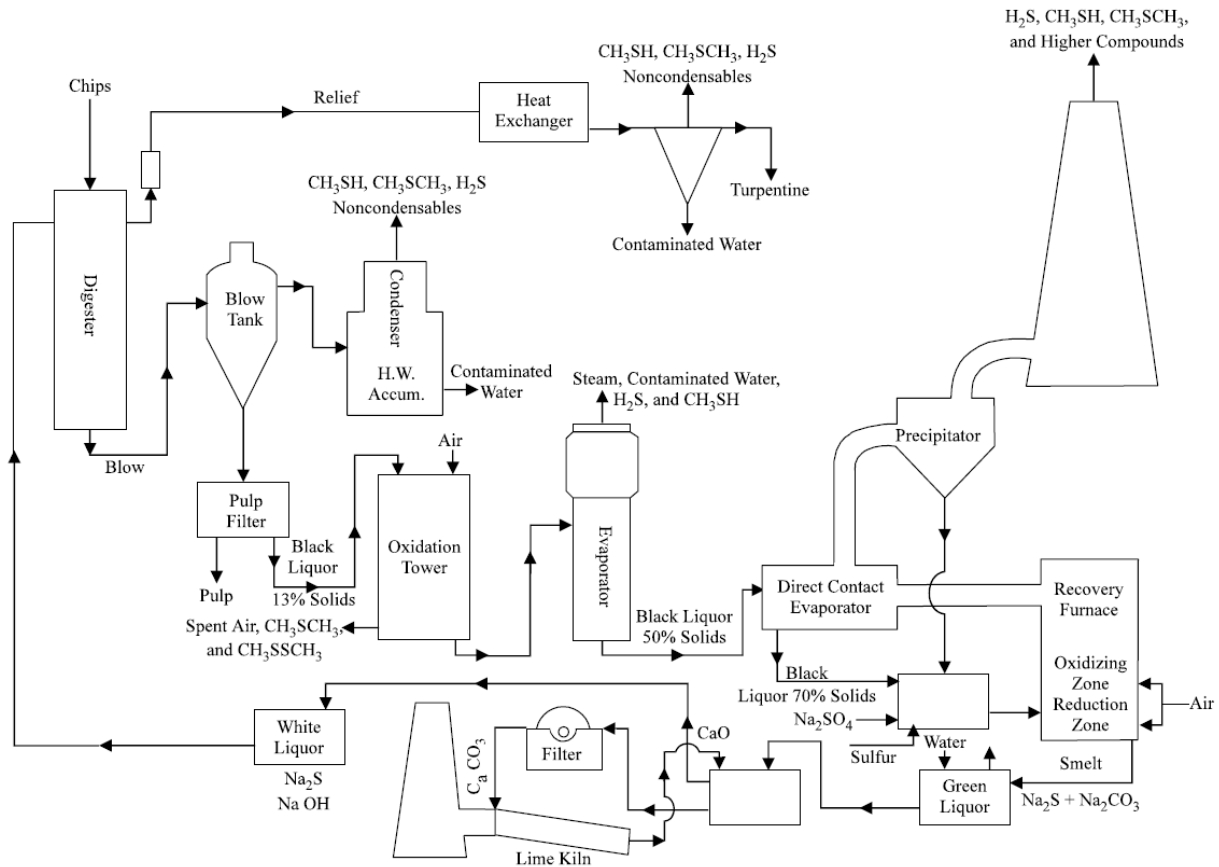 H₂S, CH₃SH, CH₃SCH₃,
and Higher Compounds
CH₃SH, CH₃SCH₃, H₂S
Noncondensables
Chips
Relief
Heat
Exchanger
Turpentine
Contaminated Water
CH₃SH, CH₃SCH₃, H₂S
Noncondensables
Digester
Blow
Tank
Condenser
H.W.
Accum.
Contaminated
Water
Steam, Contaminated Water,
H₂S, and CH₃SH
Precipitator
Blow
Air
Pulp
Filter
Black
Liquor
13% Solids
Pulp
Oxidation
Tower
Evaporator
Spent Air, CH₃SCH₃,
and CH₃SSCH₃
Black Liquor
50% Solids
Direct Contact
Evaporator
Recovery
Furnace
Oxidizing
Zone
Reduction
Zone
Air
Black
Liquor 70% Solids
Na₂SO₄
Sulfur
Water
Smelt
Green
Liquor
Na₂S + Na₂CO₃
White
Liquor
Na₂S
Na OH
CₐCO₃
Filter
CaO
Lime Kiln